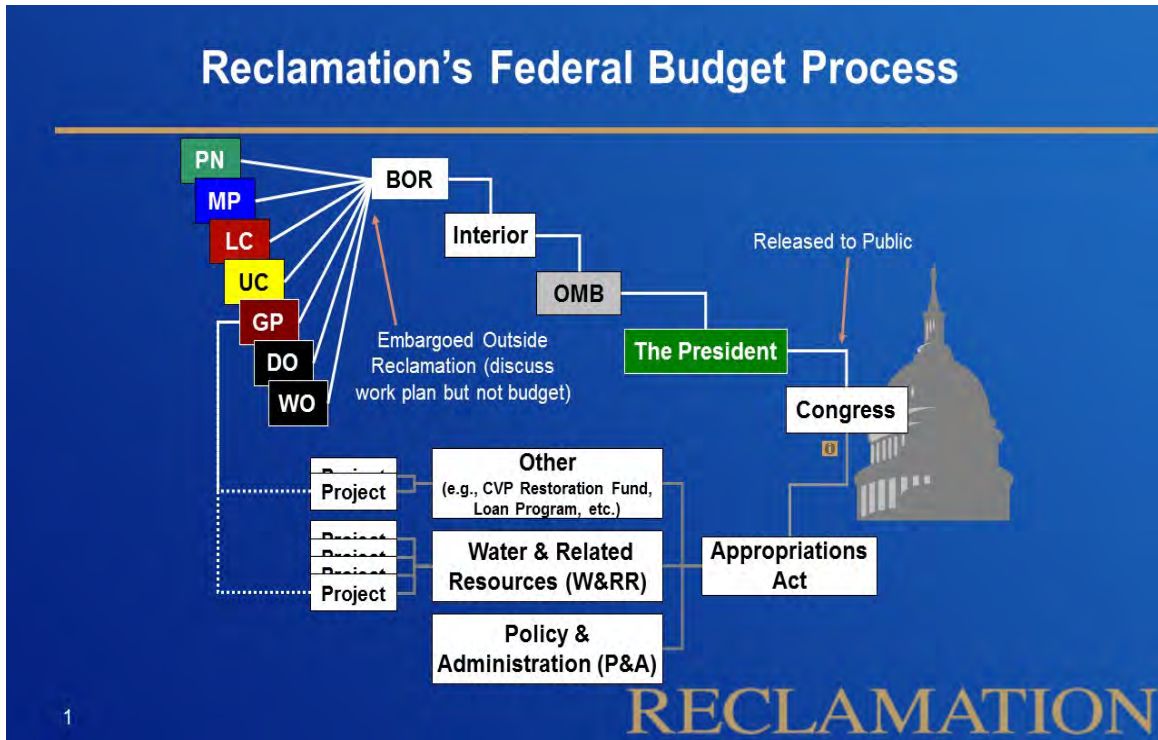 Reclamation's Federal Budget Process
PN
MP
LC
UC
GP
DO
WO
BOR
Interior
OMB
The President
Congress
Released to Public
Embargoed Outside
Reclamation (discuss
work plan but not budget)
Project
Other
(e.g., CVP Restoration Fund,
Loan Program, etc.)
Project
Water & Related
Resources (W&RR)
Appropriations
Act
Policy &
Administration (P&A)
1
RECLAMATION